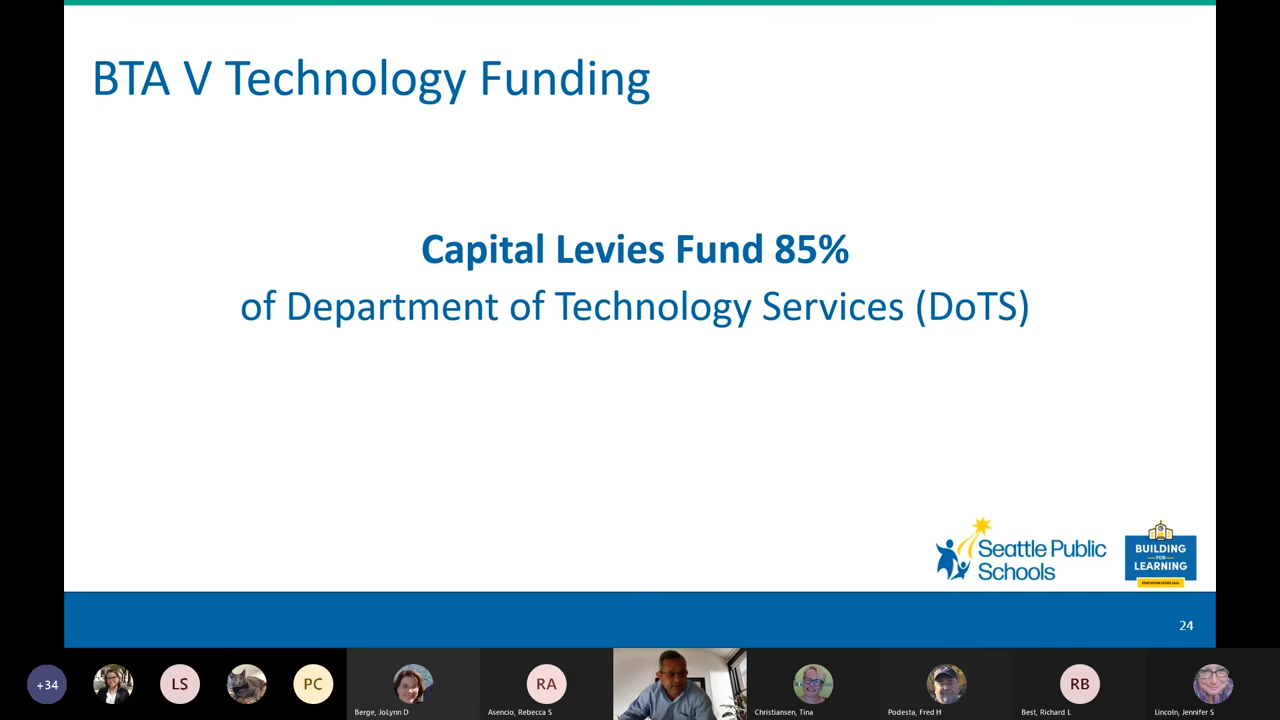 BTA V Technology Funding
Capital Levies Fund 85%
of Department of Technology Services (DoTS)
Seattle Public
Schools
BUILDING
FOR
LEARNING
24
+34
LS
PC
Berge, JoLynn D
RA
Asencio, Rebecca S
Christiansen, Tina
Podesta, Fred H
RB
Best, Richard L
Lincoln, Jennifer S